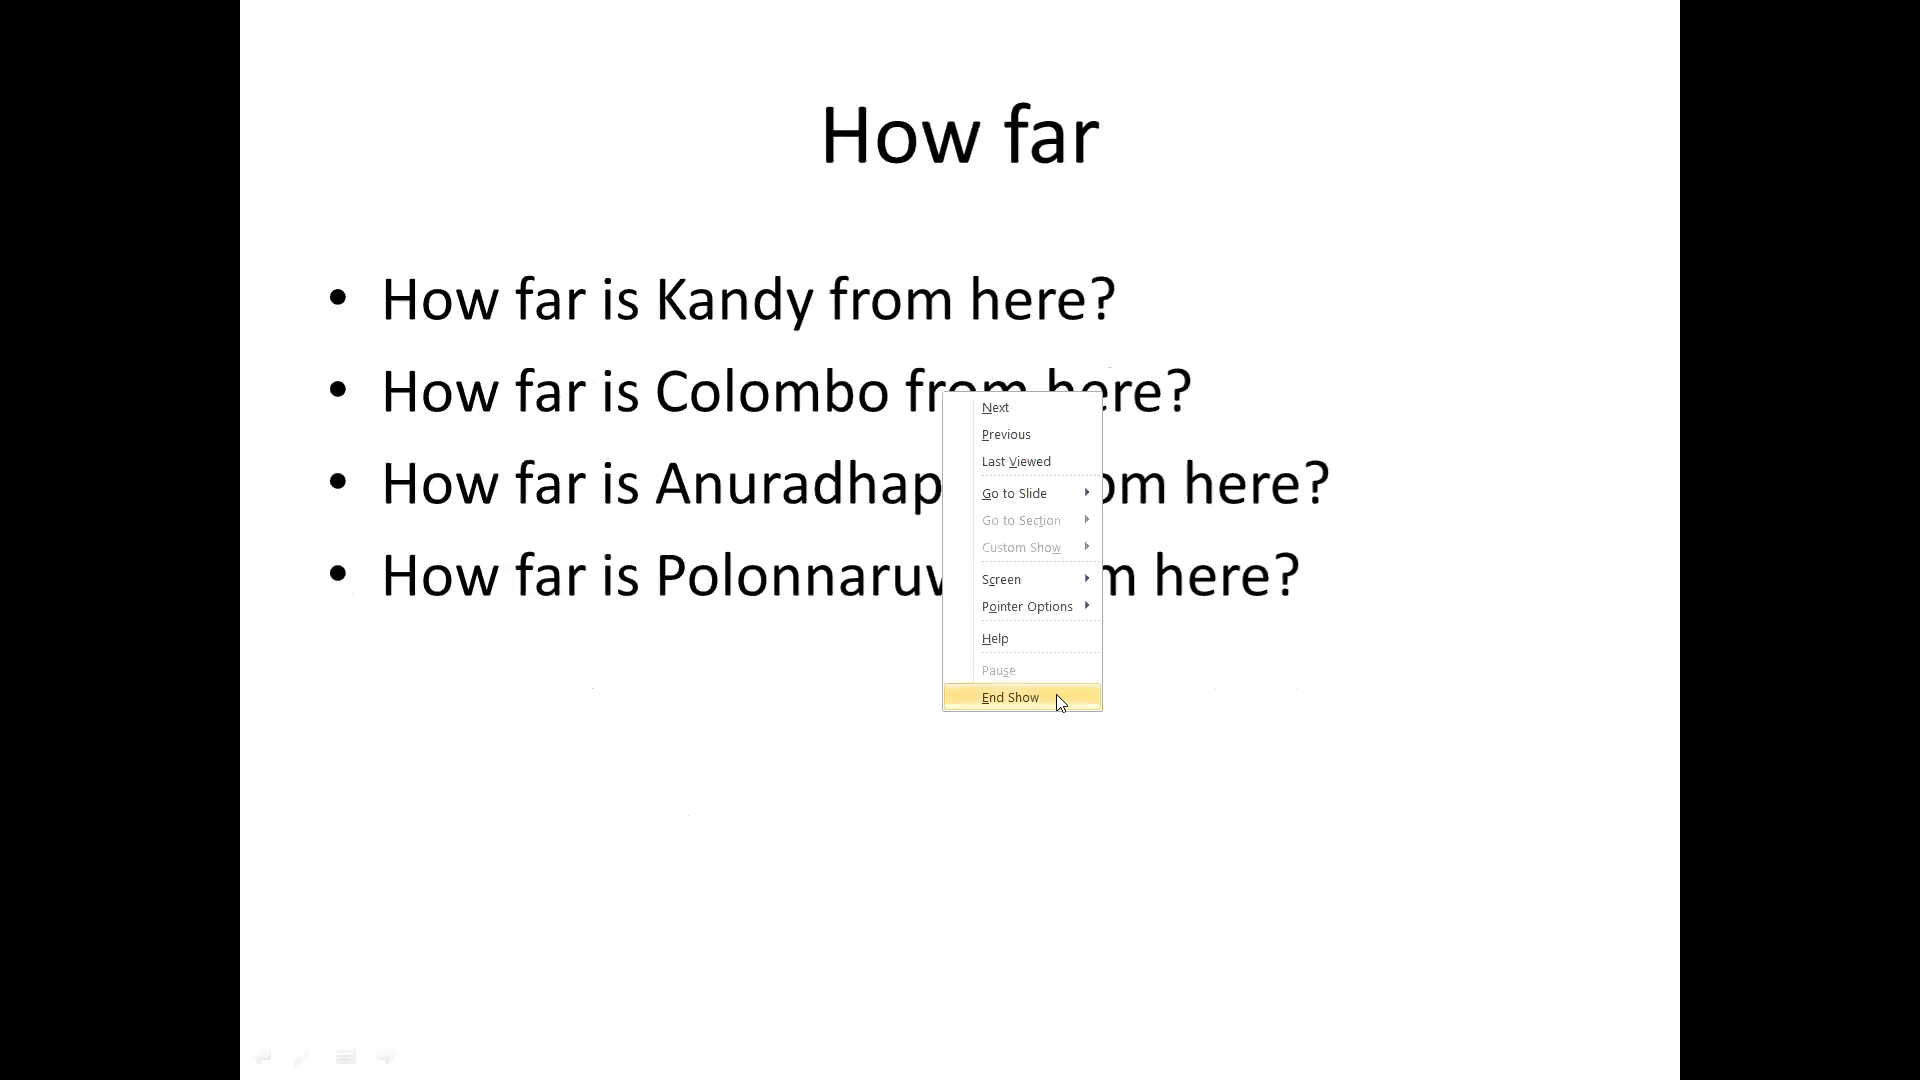 How far
• How far is Kandy from here?
• How far is Colombo from here?
• How far is Anuradhap om here?
• How far is Polonnaruw m here?
Next
Previous
Last Viewed
Go to Slide
Go to Section
Custom Show
Screen
Pointer Options
Help
Pause
End Show